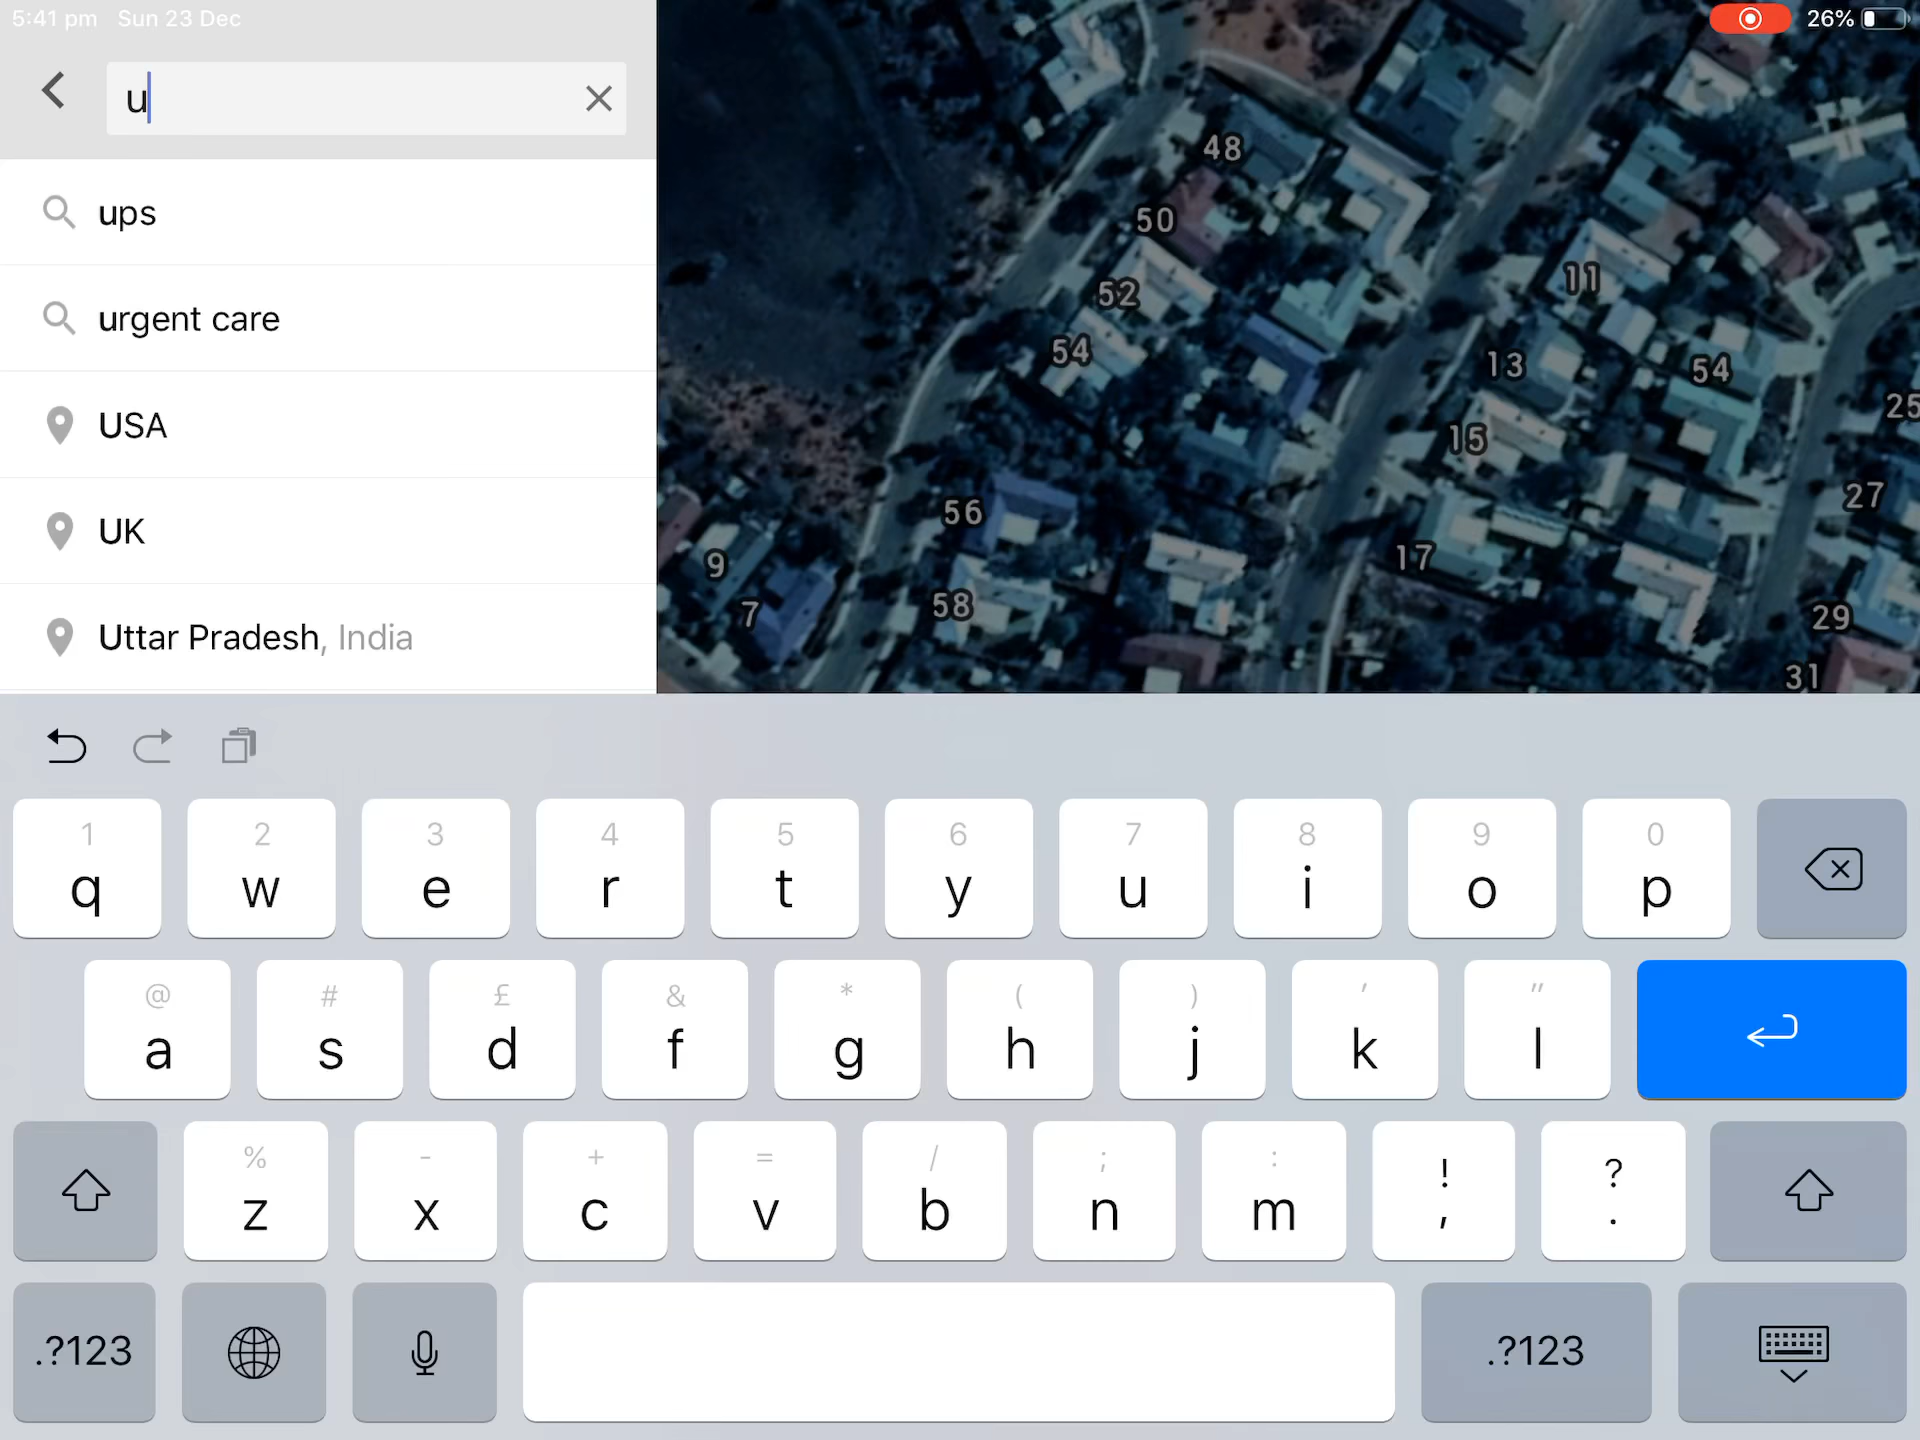 5:41 pm Sun 23 Dec
26%
u
ups
urgent care
USA
UK
Uttar Pradesh, India
48
50
52
11
54
13
54
25
15
27
56
17
9
58
7
29
31
1 2 3 4 5 6 7 8 9 0
q w e r t y u i o p
@ # £ & * ( ) ' "
a s d f g h j k l
% - + = / ; : ! ?
z x c v b n m , .
.?123 .?123